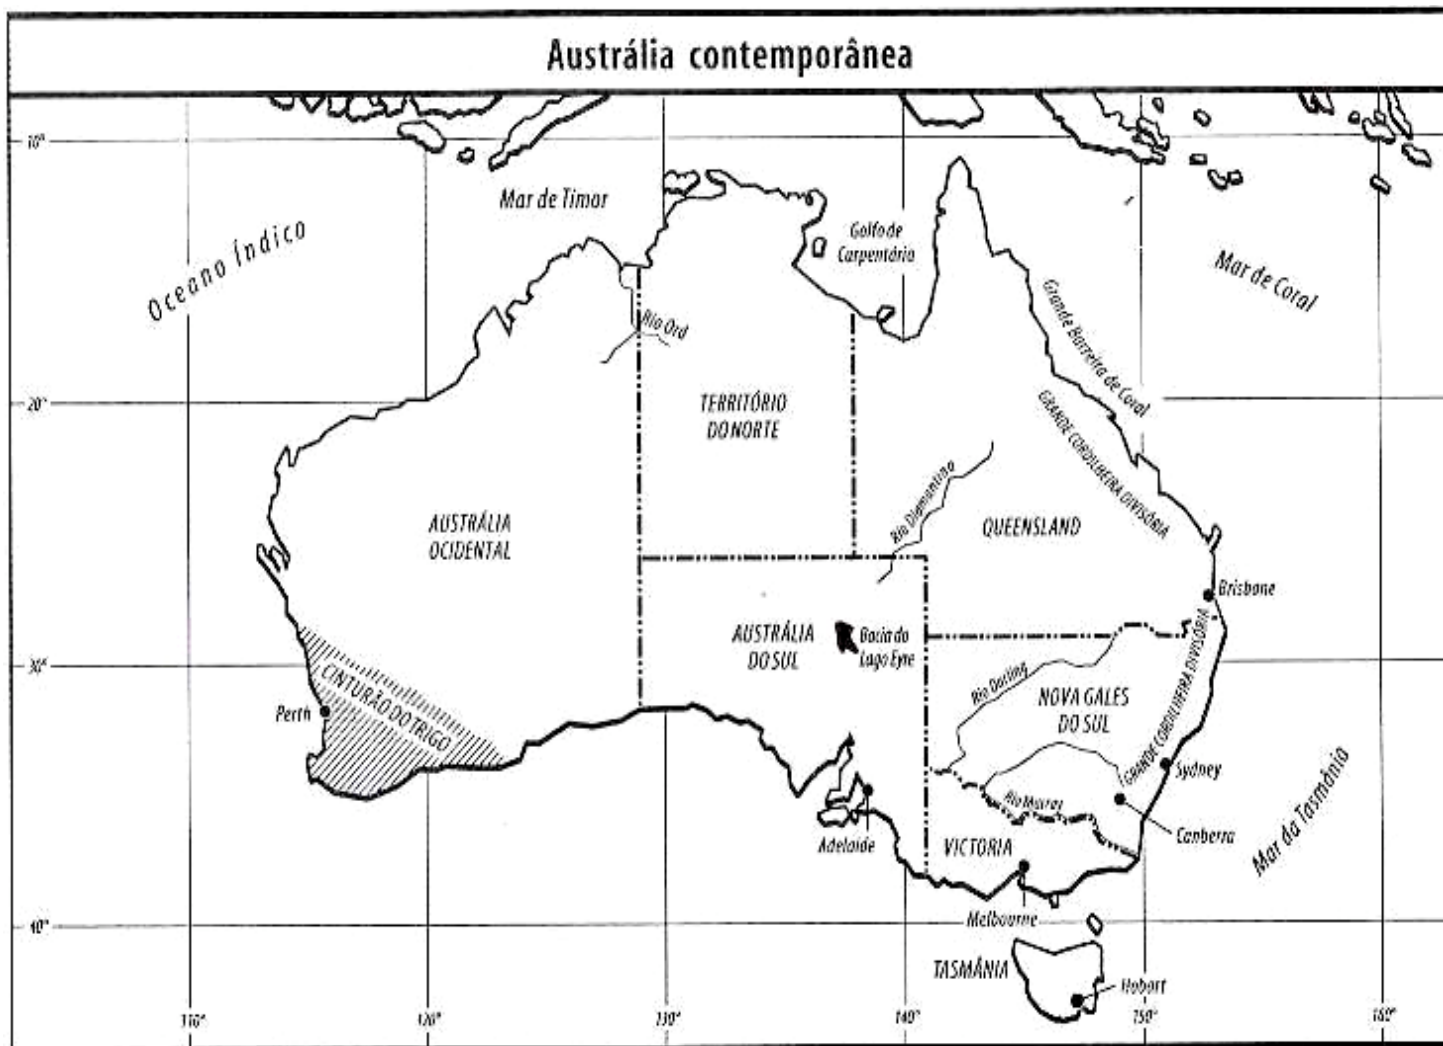 Austrália contemporânea
10°
Mar de Timor
Oceano Índico
Golfo de
Carpentária
Mar de Coral
Grande Barreira de Coral
Rio Ord
20°
TERRITÓRIO
DO NORTE
GRANDE CORDILHEIRA DIVISÓRIA
Rio Diamantina
AUSTRÁLIA
OCIDENTAL
QUEENSLAND
Brisbane
AUSTRÁLIA
DO SUL
Bacia do
Lago Eyre
30°
CINTURÃO DO TRIGO
Perth
Rio Darling
NOVA GALES
DO SUL
GRANDE CORDILHEIRA DIVISÓRIA
Sydney
Rio Murray
Canberra
Mar da Tasmânia
Adelaide
VICTORIA
Melbourne
40°
TASMÂNIA
Hobart
110°
120°
130°
140°
150°
160°